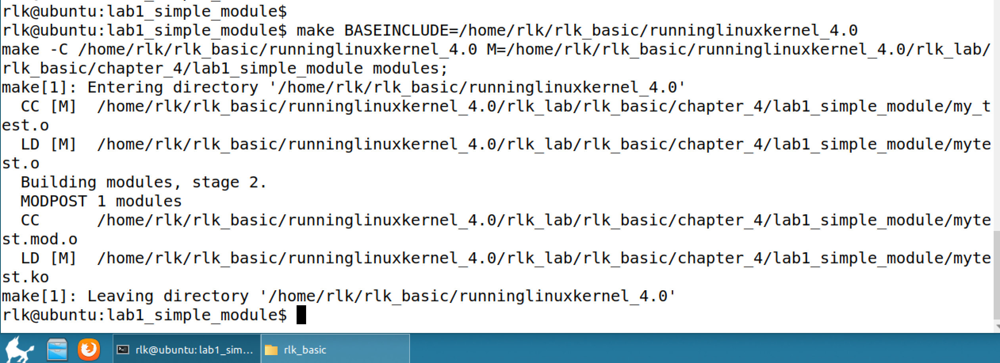 rlk@ubuntu:lab1_simple_module$
rlk@ubuntu:lab1_simple_module$ make BASEINCLUDE=/home/rlk/rlk_basic/runninglinuxkernel_4.0
make -C /home/rlk/rlk_basic/runninglinuxkernel_4.0 M=/home/rlk/rlk_basic/runninglinuxkernel_4.0/rlk_lab/
rlk_basic/chapter_4/lab1_simple_module modules;
make[1]: Entering directory '/home/rlk/rlk_basic/runninglinuxkernel_4.0'
  CC [M]  /home/rlk/rlk_basic/runninglinuxkernel_4.0/rlk_lab/rlk_basic/chapter_4/lab1_simple_module/my_t
est.o
  LD [M]  /home/rlk/rlk_basic/runninglinuxkernel_4.0/rlk_lab/rlk_basic/chapter_4/lab1_simple_module/myte
st.o
  Building modules, stage 2.
  MODPOST 1 modules
  CC      /home/rlk/rlk_basic/runninglinuxkernel_4.0/rlk_lab/rlk_basic/chapter_4/lab1_simple_module/myte
st.mod.o
  LD [M]  /home/rlk/rlk_basic/runninglinuxkernel_4.0/rlk_lab/rlk_basic/chapter_4/lab1_simple_module/myte
st.ko
make[1]: Leaving directory '/home/rlk/rlk_basic/runninglinuxkernel_4.0'
rlk@ubuntu:lab1_simple_module$
rlk@ubuntu: lab1_sim...
rlk_basic